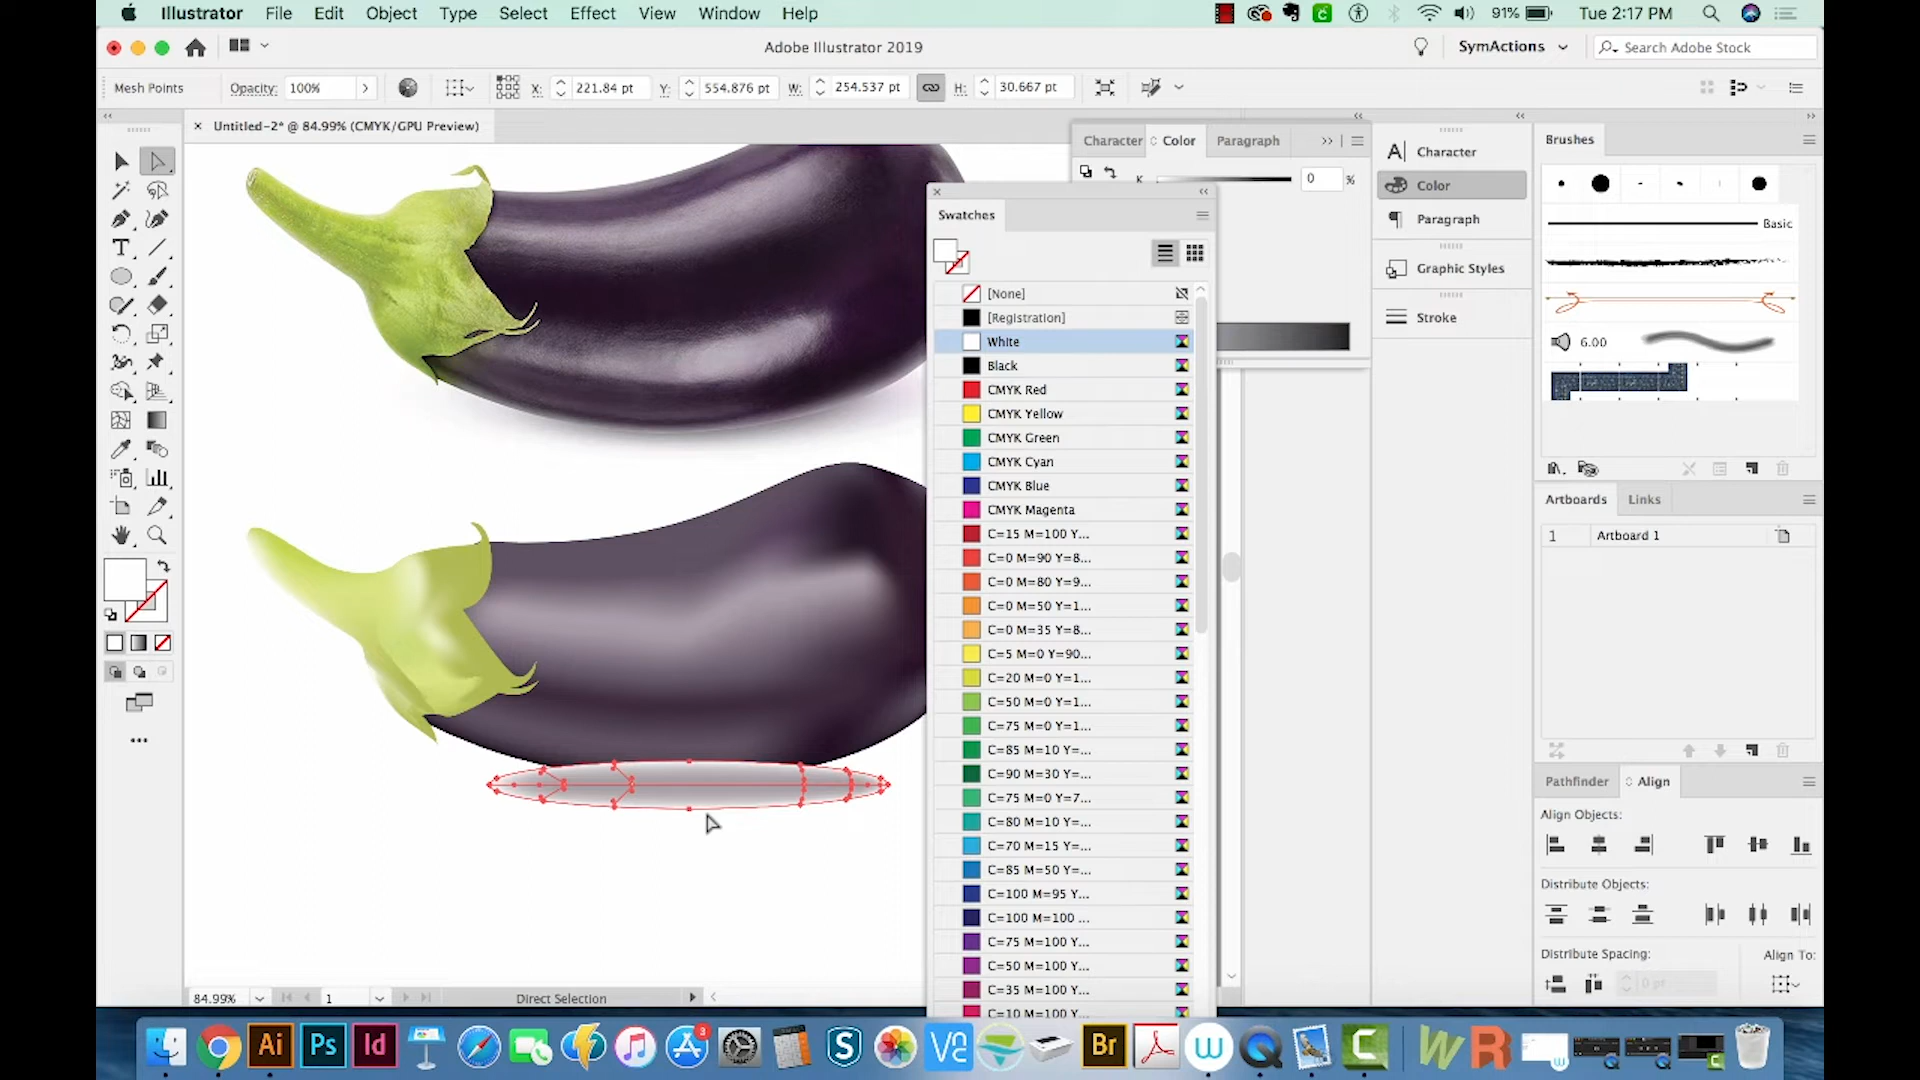 Illustrator File Edit Object Type Select Effect View Window Help 91% Tue 2:17 PM
Adobe Illustrator 2019 SymActions Search Adobe Stock
Mesh Points Opacity: 100% X: 221.84 pt Y: 554.876 pt W: 254.537 pt H: 30.667 pt
Untitled-2* @ 84.99% (CMYK/GPU Preview)
Character Color Paragraph
K 0 %
Swatches
[None]
[Registration]
White
Black
CMYK Red
CMYK Yellow
CMYK Green
CMYK Cyan
CMYK Blue
CMYK Magenta
C=15 M=100 Y...
C=0 M=90 Y=8...
C=0 M=80 Y=9...
C=0 M=50 Y=1...
C=0 M=35 Y=8...
C=5 M=0 Y=90...
C=20 M=0 Y=1...
C=50 M=0 Y=1...
C=75 M=0 Y=1...
C=85 M=10 Y=...
C=90 M=30 Y=...
C=75 M=0 Y=7...
C=80 M=10 Y=...
C=70 M=15 Y=...
C=85 M=50 Y=...
C=100 M=95 Y...
C=100 M=100 ...
C=75 M=100 Y...
C=50 M=100 Y...
C=35 M=100 Y...
C=10 M=100 Y...
Character
Color
Paragraph
Graphic Styles
Stroke
Brushes
Basic
6.00
Artboards Links
1 Artboard 1
Pathfinder Align
Align Objects:
Distribute Objects:
Distribute Spacing: Align To:
0 pt
84.99% 1 Direct Selection
Ai Ps Id 3 S Br W C W R